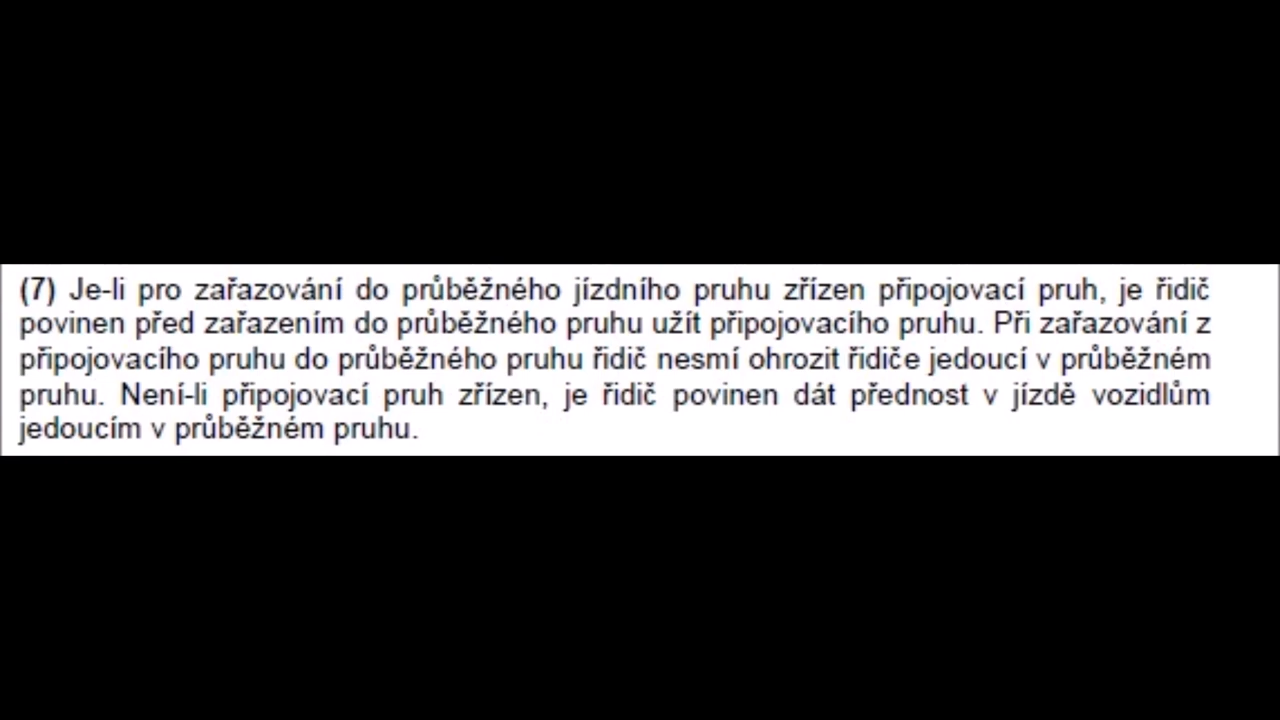 (7) Je-li pro zařazování do průběžného jízdního pruhu zřízen připojovací pruh, je řidič
povinen před zařazením do průběžného pruhu užít připojovacího pruhu. Při zařazování z
připojovacího pruhu do průběžného pruhu řidič nesmí ohrozit řidiče jedoucí v průběžném
pruhu. Není-li připojovací pruh zřízen, je řidič povinen dát přednost v jízdě vozidlům
jedoucím v průběžném pruhu.